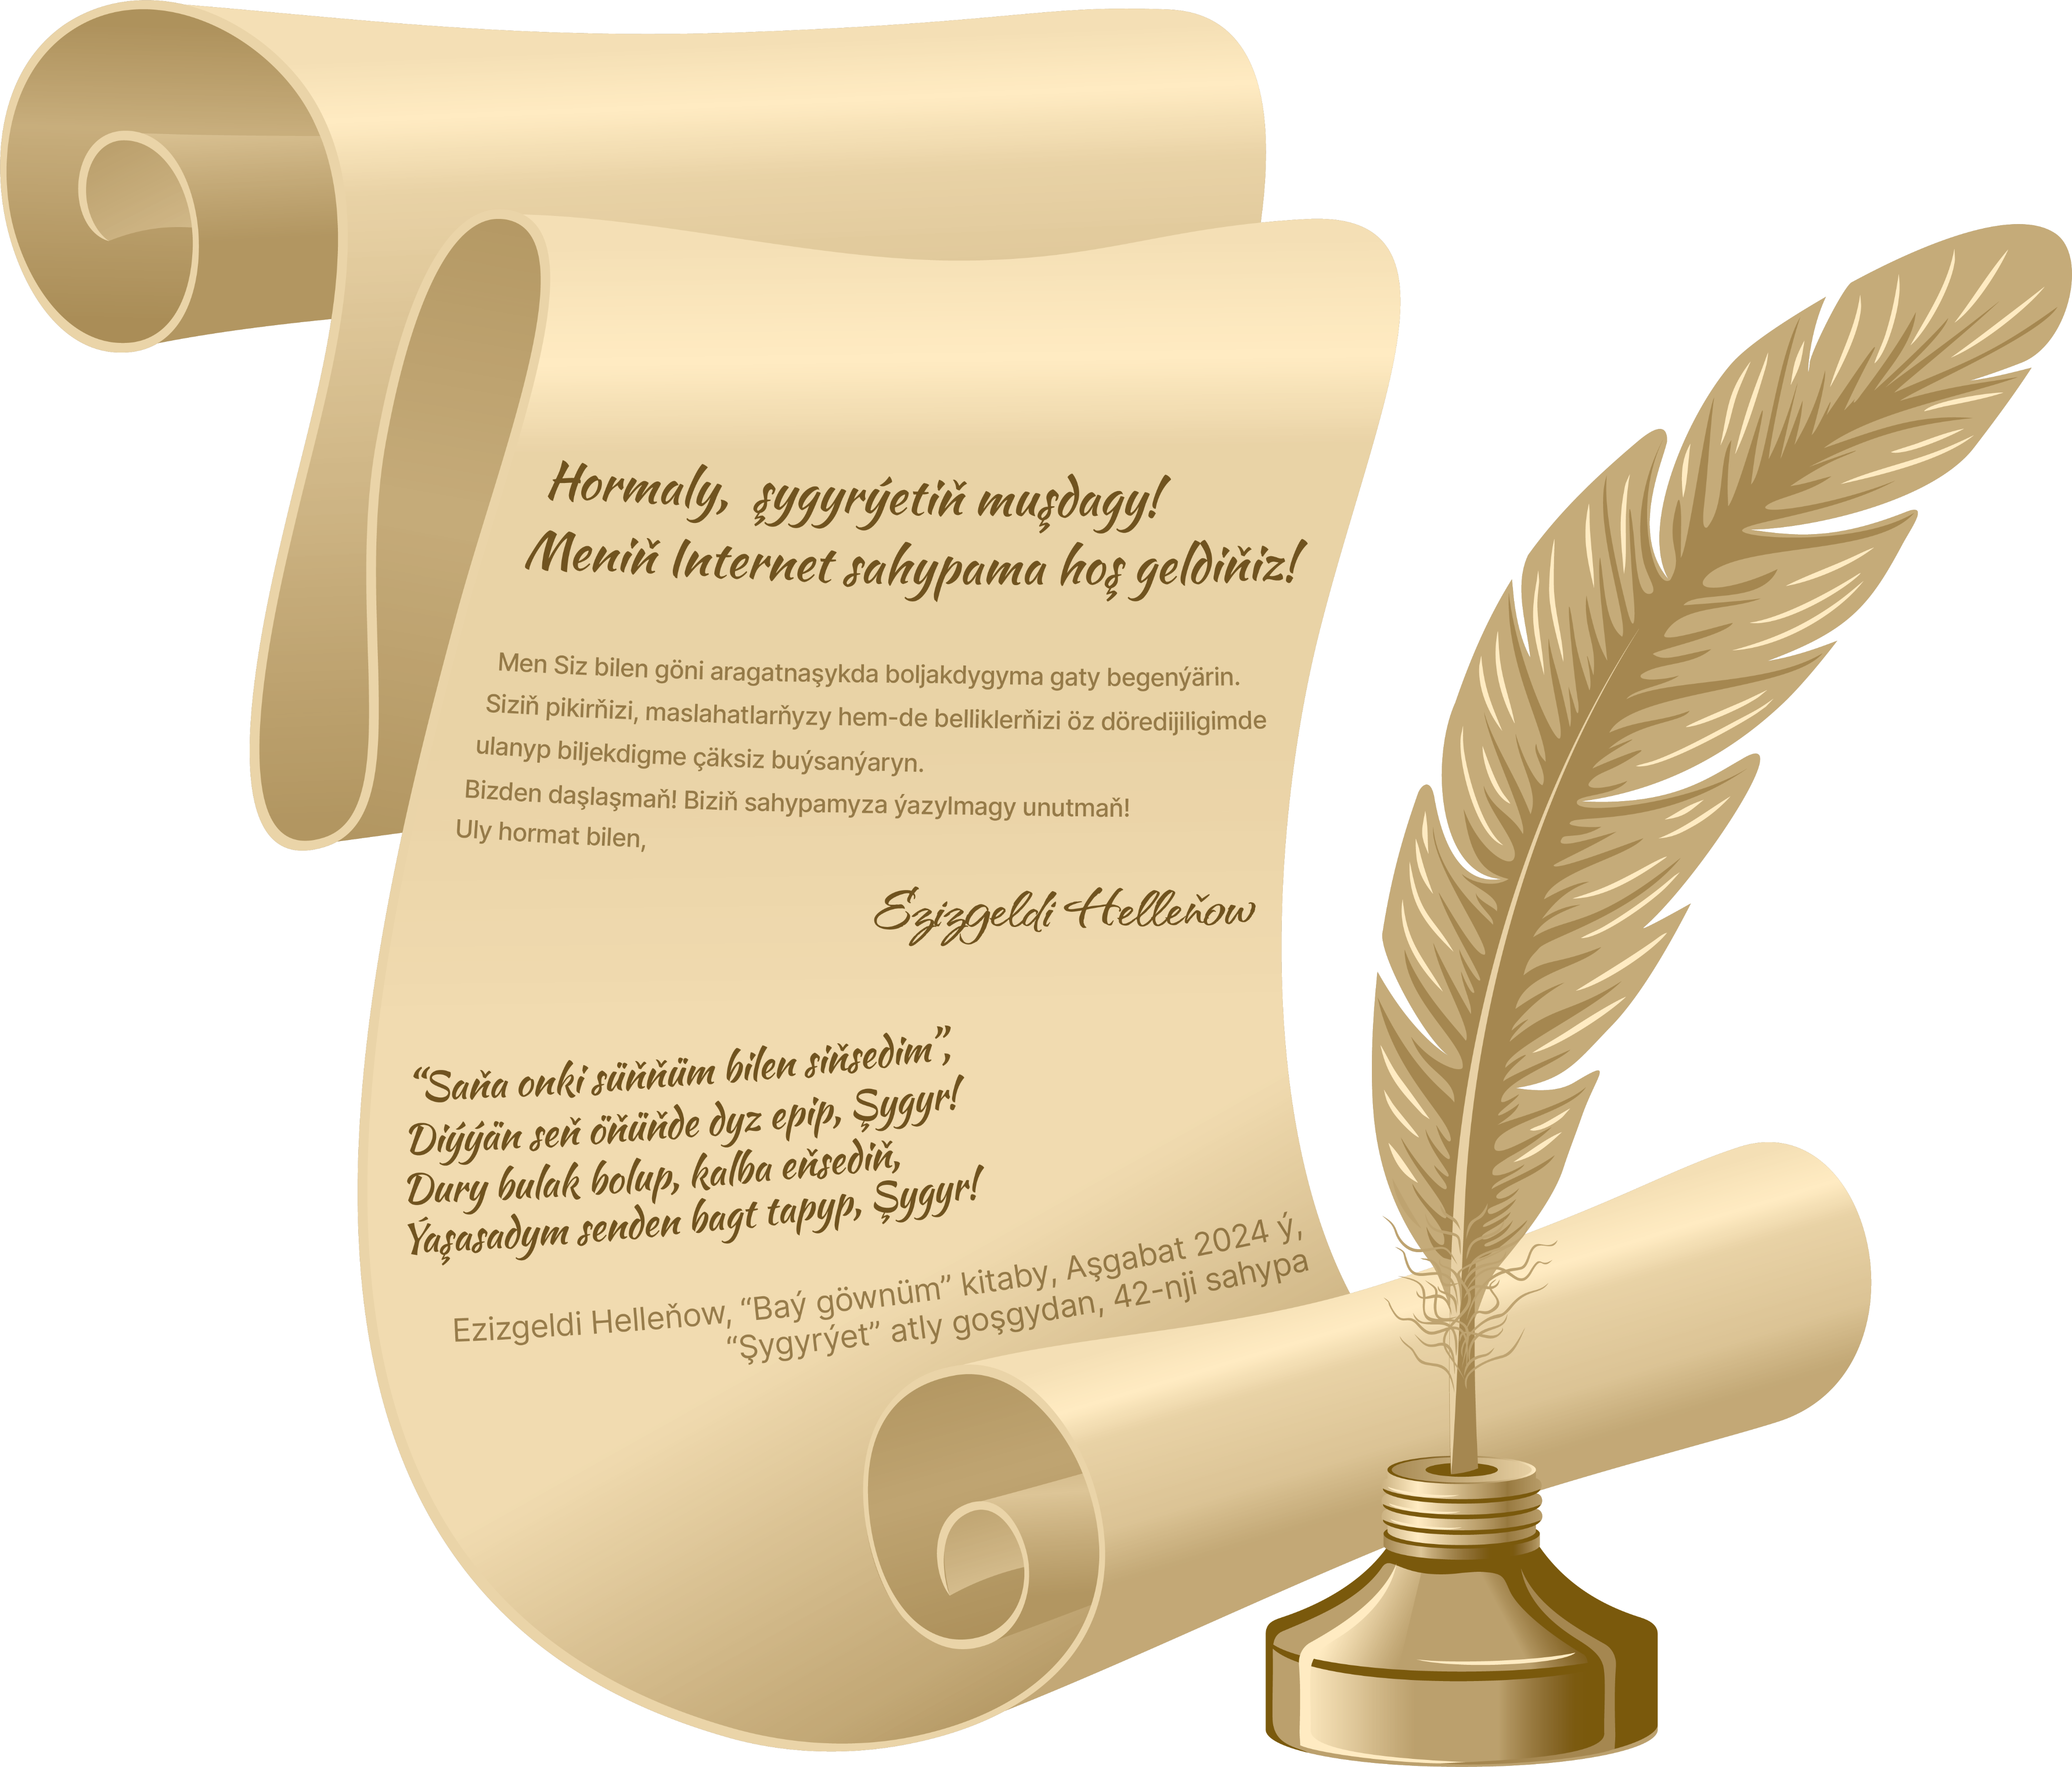 Hormaly, şygyrýetiň muşdagy!
Meniň Internet sahypama hoş geldiňiz!
Men Siz bilen göni aragatnaşykda boljakdygyma gaty begenýärin.
Siziň pikirňizi, maslahatlarňyzy hem-de belliklerňizi öz döredijiligimde
ulanyp biljekdigme çäksiz buýsanýaryn.
Bizden daşlaşmaň! Biziň sahypamyza ýazylmagy unutmaň!
Uly hormat bilen,
Ezizgeldi Helleňow
“Saňa onki süňňüm bilen siňsedim”,
Diýýän seň öňüňde dyz epip, Şygyr!
Dury bulak bolup, kalba eňsediň,
Ýaşasadym senden bagt tapyp, Şygyr!
Ezizgeldi Helleňow, “Baý göwnüm” kitaby, Aşgabat 2024 ý,
“Şygyrýet” atly goşgydan, 42-nji sahypa